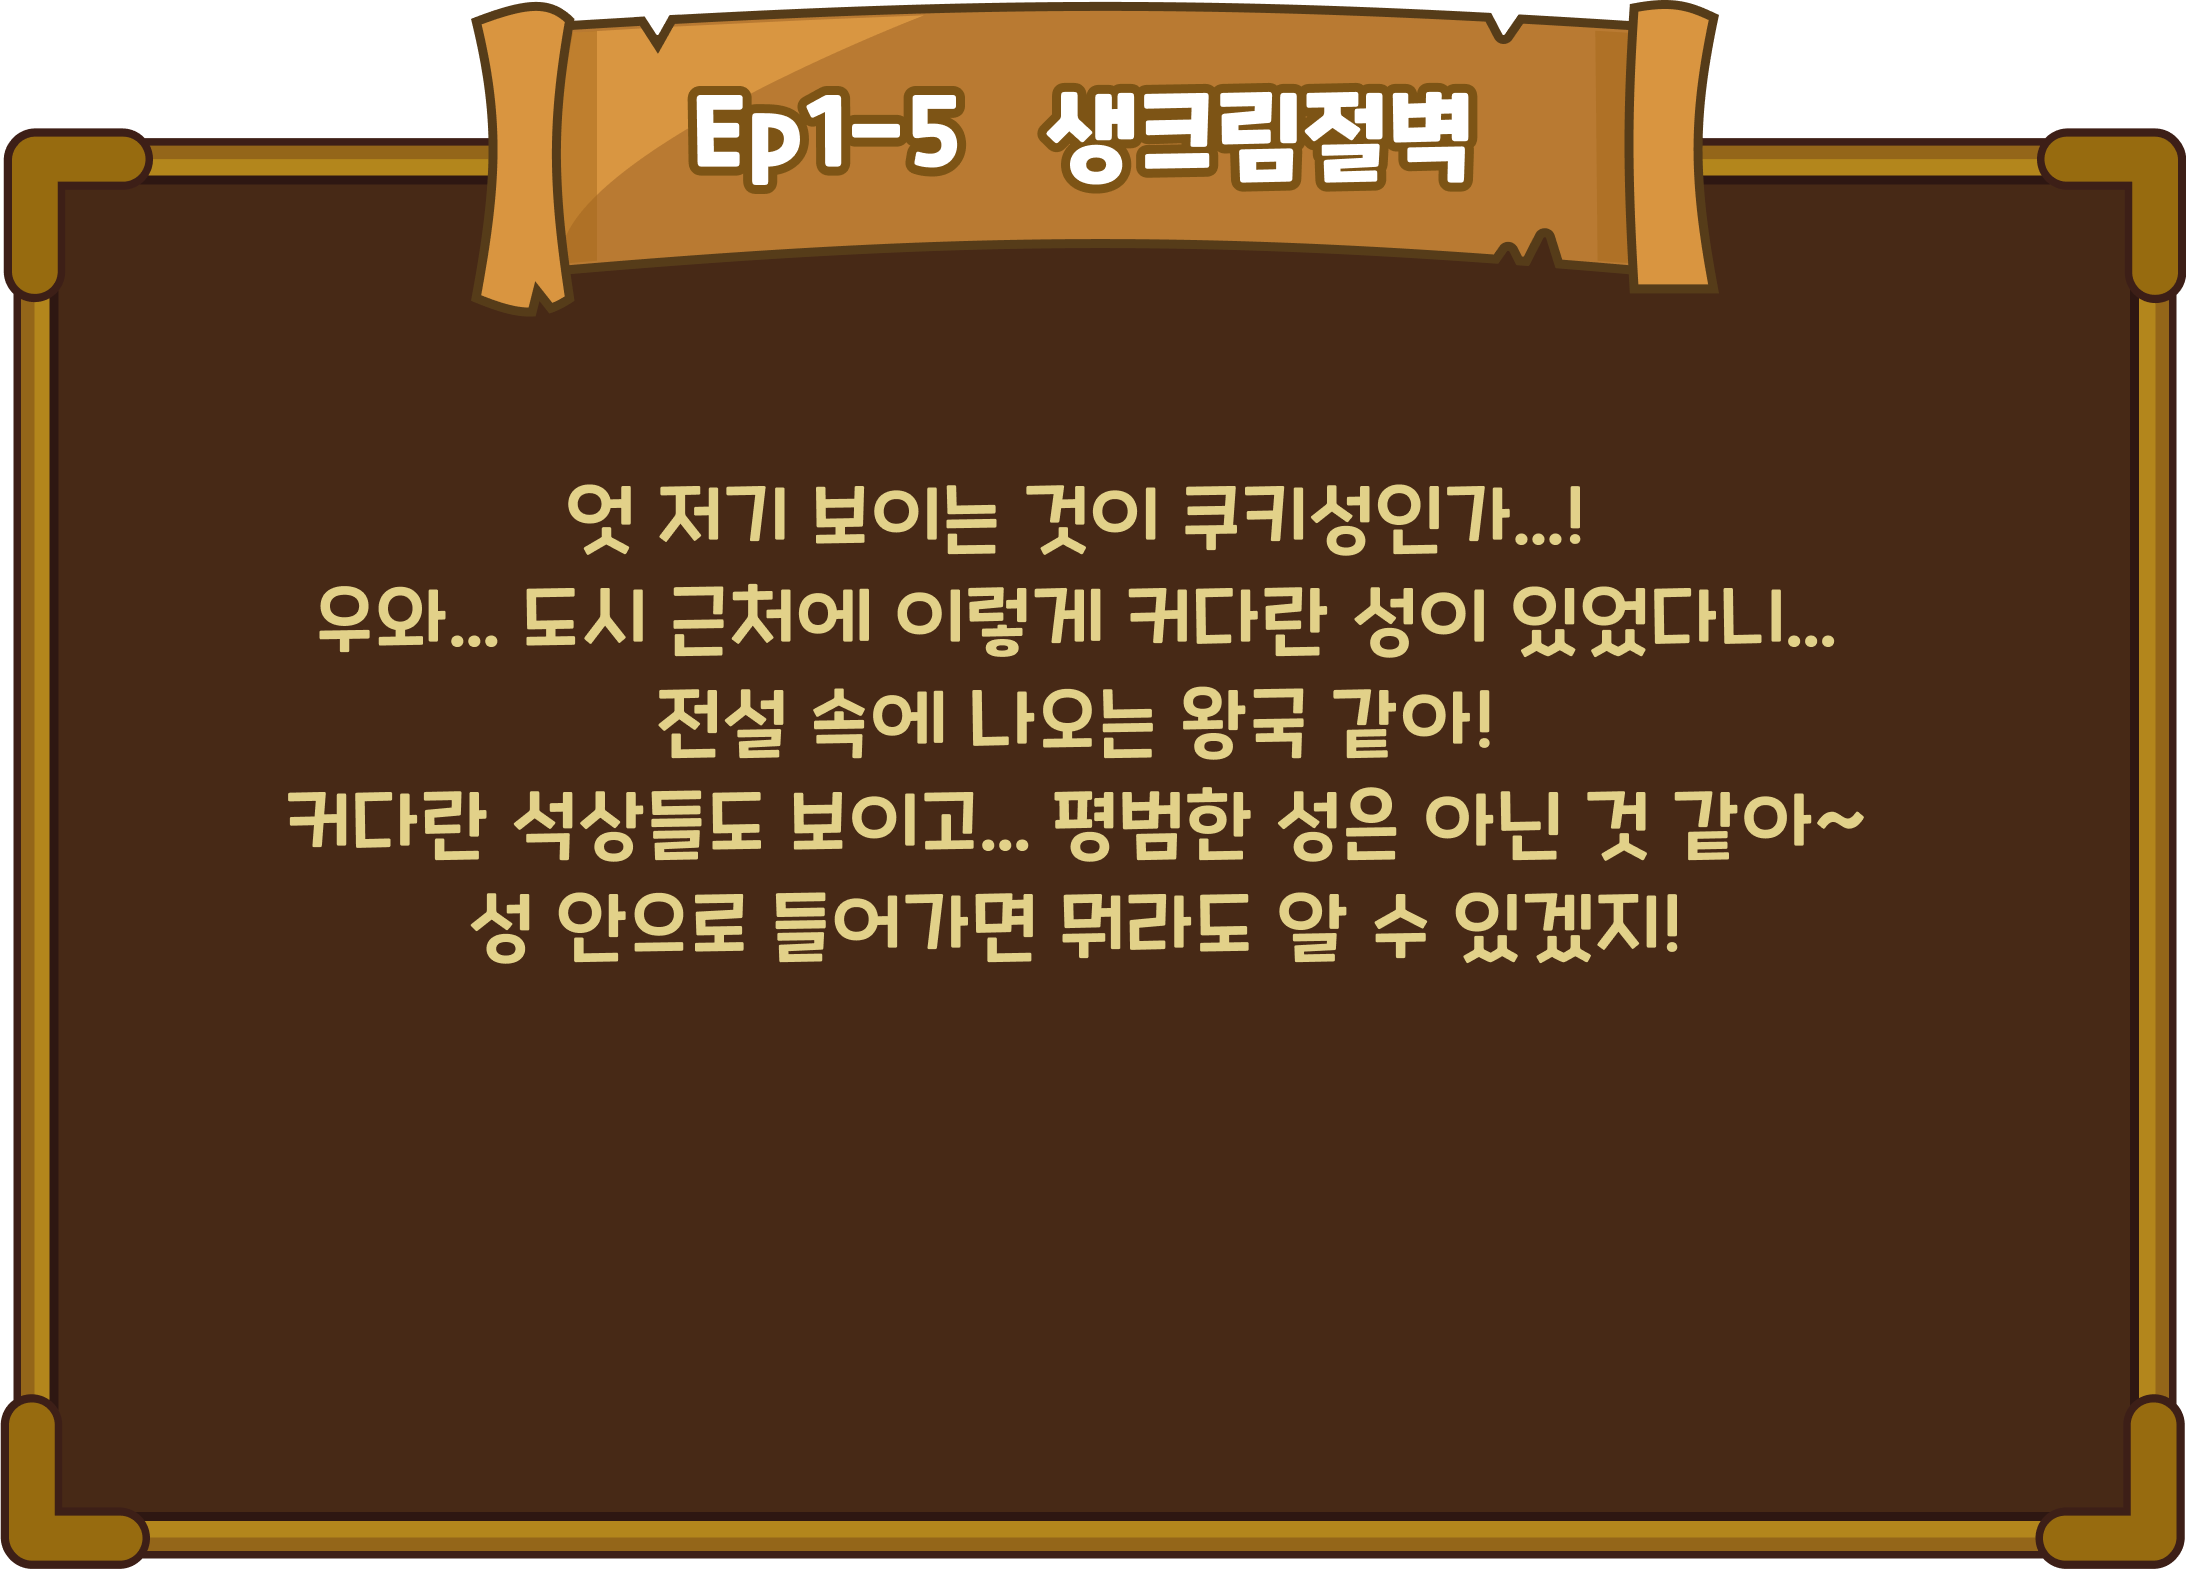 Ep1-5 생크림절벽
엇 저기 보이는 것이 쿠키성인가...!
우와... 도시 근처에 이렇게 커다란 성이 있었다니...
전설 속에 나오는 왕국 같아!
커다란 석상들도 보이고... 평범한 성은 아닌 것 같아~
성 안으로 들어가면 뭐라도 알 수 있겠지!